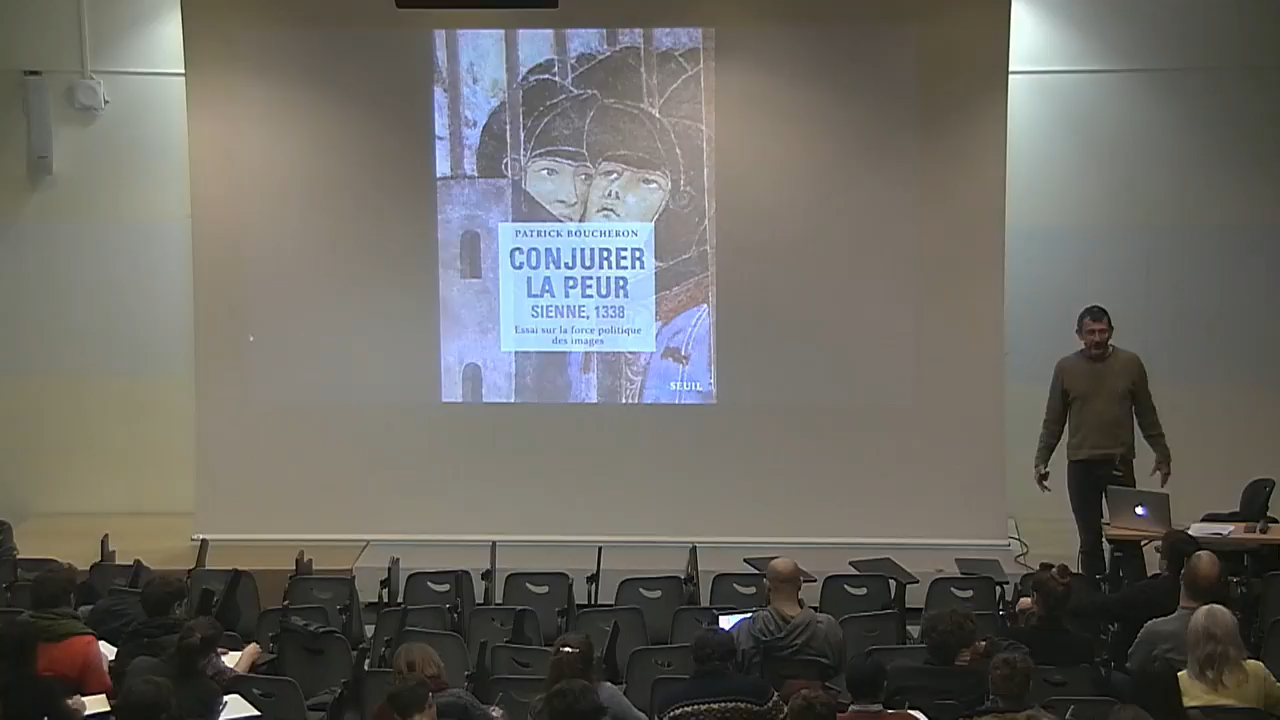 PATRICK BOUCHERON
CONJURER
LA PEUR
SIENNE, 1338
Essai sur la force politique
des images
SEUIL